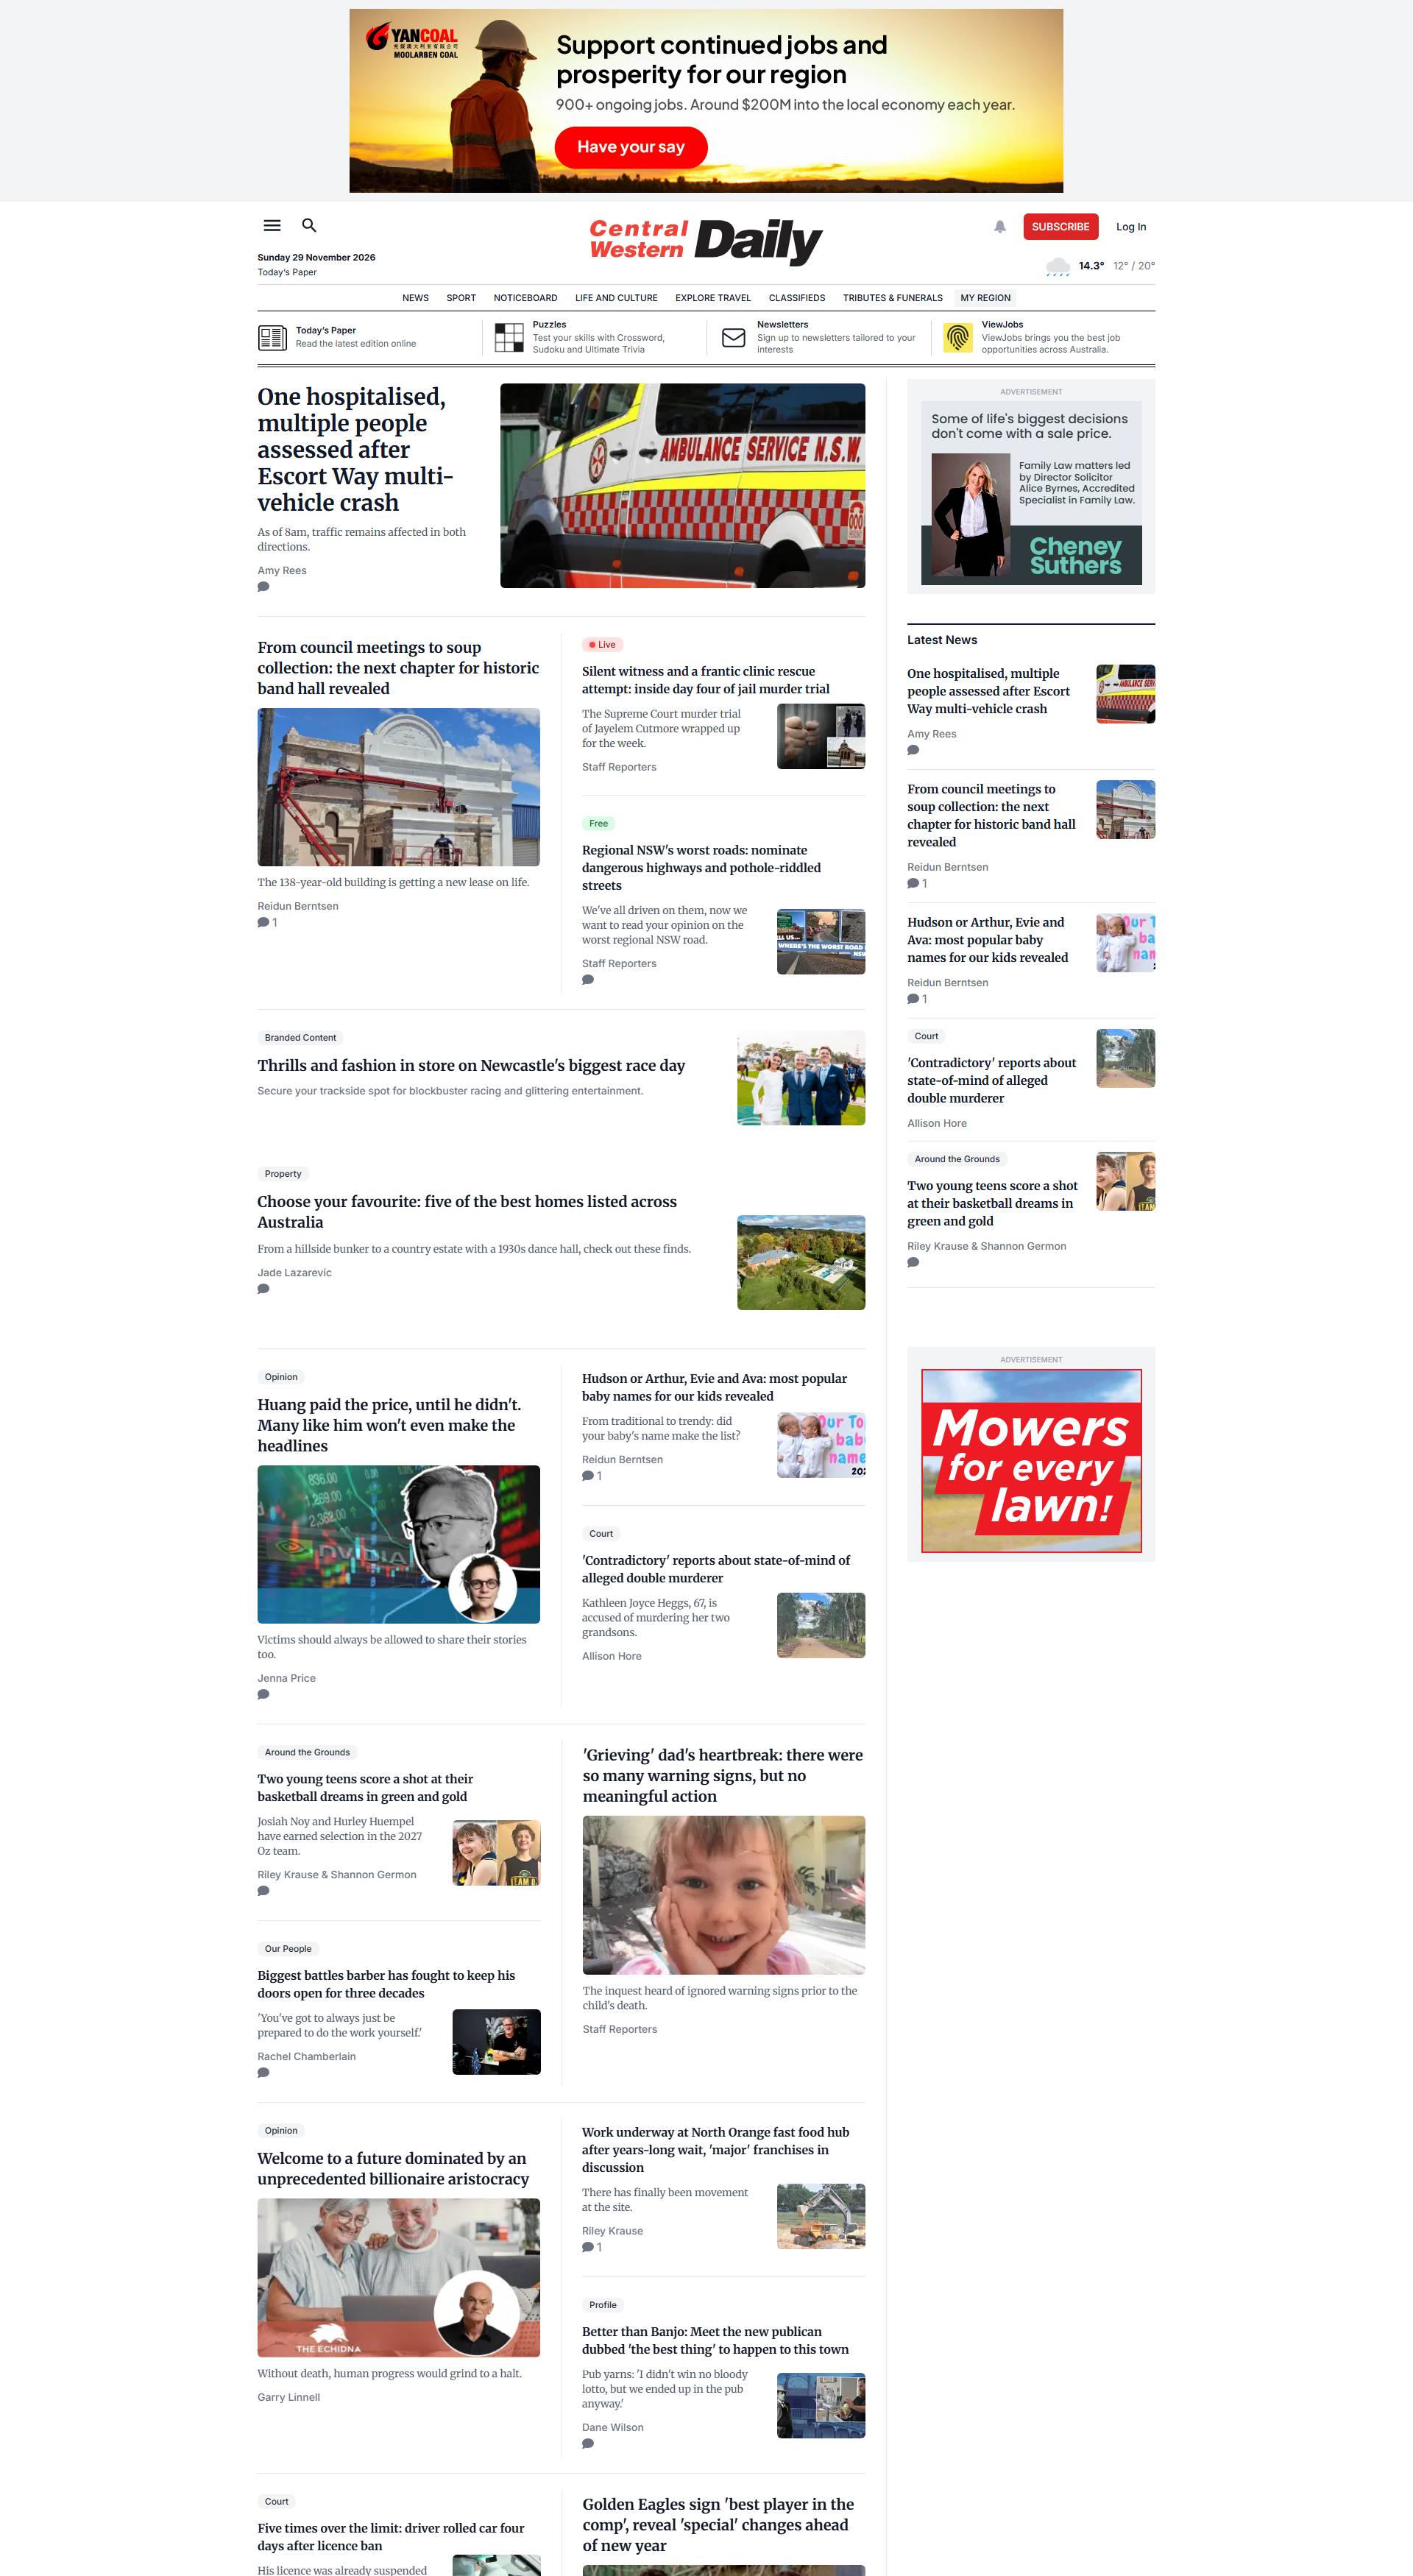 YANCOAL
MOOLARBEN COAL
Support continued jobs and
prosperity for our region
900+ ongoing jobs. Around $200M into the local economy each year.
Have your say
Central
Western
Daily
SUBSCRIBE
Log In
Sunday 29 November 2026
Today's Paper
14.3° 12° / 20°
NEWS SPORT NOTICEBOARD LIFE AND CULTURE EXPLORE TRAVEL CLASSIFIEDS TRIBUTES & FUNERALS MY REGION
Today's Paper
Read the latest edition online
Puzzles
Test your skills with Crossword,
Sudoku and Ultimate Trivia
Newsletters
Sign up to newsletters tailored to your
interests
ViewJobs
ViewJobs brings you the best job
opportunities across Australia.
One hospitalised,
multiple people
assessed after
Escort Way multi-
vehicle crash
As of 8am, traffic remains affected in both
directions.
Amy Rees
AMBULANCE SERVICE N.S.W.
000
From council meetings to soup
collection: the next chapter for historic
band hall revealed
The 138-year-old building is getting a new lease on life.
Reidun Berntsen
1
Live
Silent witness and a frantic clinic rescue
attempt: inside day four of jail murder trial
The Supreme Court murder trial
of Jayelem Cutmore wrapped up
for the week.
Staff Reporters
Free
Regional NSW's worst roads: nominate
dangerous highways and pothole-riddled
streets
We've all driven on them, now we
want to read your opinion on the
worst regional NSW road.
Staff Reporters
LL US...
WHERE'S THE WORST ROAD
NSW
Branded Content
Thrills and fashion in store on Newcastle's biggest race day
Secure your trackside spot for blockbuster racing and glittering entertainment.
Property
Choose your favourite: five of the best homes listed across
Australia
From a hillside bunker to a country estate with a 1930s dance hall, check out these finds.
Jade Lazarevic
Opinion
Huang paid the price, until he didn't.
Many like him won't even make the
headlines
836.00
1,269.00
2,362.00
NVIDIA
Victims should always be allowed to share their stories
too.
Jenna Price
Hudson or Arthur, Evie and Ava: most popular
baby names for our kids revealed
From traditional to trendy: did
your baby's name make the list?
Reidun Berntsen
1
Our To
bab
name
202
Court
'Contradictory' reports about state-of-mind of
alleged double murderer
Kathleen Joyce Heggs, 67, is
accused of murdering her two
grandsons.
Allison Hore
Around the Grounds
Two young teens score a shot at their
basketball dreams in green and gold
Josiah Noy and Hurley Huempel
have earned selection in the 2027
Oz team.
Riley Krause & Shannon Germon
Our People
Biggest battles barber has fought to keep his
doors open for three decades
'You've got to always just be
prepared to do the work yourself.'
Rachel Chamberlain
'Grieving' dad's heartbreak: there were
so many warning signs, but no
meaningful action
The inquest heard of ignored warning signs prior to the
child's death.
Staff Reporters
Opinion
Welcome to a future dominated by an
unprecedented billionaire aristocracy
THE ECHIDNA
Without death, human progress would grind to a halt.
Garry Linnell
Work underway at North Orange fast food hub
after years-long wait, 'major' franchises in
discussion
There has finally been movement
at the site.
Riley Krause
1
Profile
Better than Banjo: Meet the new publican
dubbed 'the best thing' to happen to this town
Pub yarns: 'I didn't win no bloody
lotto, but we ended up in the pub
anyway.'
Dane Wilson
Court
Five times over the limit: driver rolled car four
days after licence ban
His licence was already suspended
Golden Eagles sign 'best player in the
comp', reveal 'special' changes ahead
of new year
ADVERTISEMENT
Some of life's biggest decisions
don't come with a sale price.
Family Law matters led
by Director Solicitor
Alice Byrnes, Accredited
Specialist in Family Law.
Cheney
Suthers
Latest News
One hospitalised, multiple
people assessed after Escort
Way multi-vehicle crash
Amy Rees
From council meetings to
soup collection: the next
chapter for historic band hall
revealed
Reidun Berntsen
1
Hudson or Arthur, Evie and
Ava: most popular baby
names for our kids revealed
Reidun Berntsen
1
Court
'Contradictory' reports about
state-of-mind of alleged
double murderer
Allison Hore
Around the Grounds
Two young teens score a shot
at their basketball dreams in
green and gold
Riley Krause & Shannon Germon
ADVERTISEMENT
Mowers
for every
lawn!